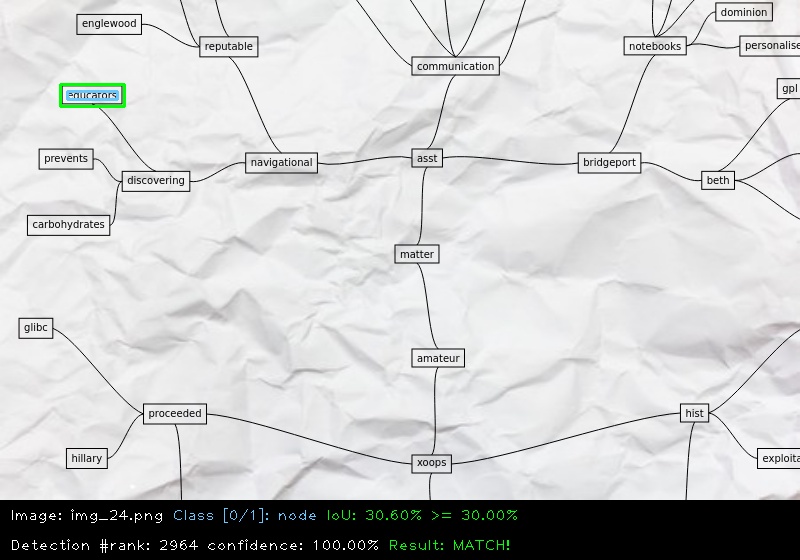 dominion
englewood
reputable
notebooks
personalise
communication
gpl
educators
prevents
asst
navigational
bridgeport
discovering
beth
carbohydrates
matter
glibc
amateur
proceeded
hist
hillary
xoops
exploita
Image: img_24.png Class [0/1]: node IoU: 30.60% >= 30.00%
Detection #rank: 2964 confidence: 100.00% Result: MATCH!